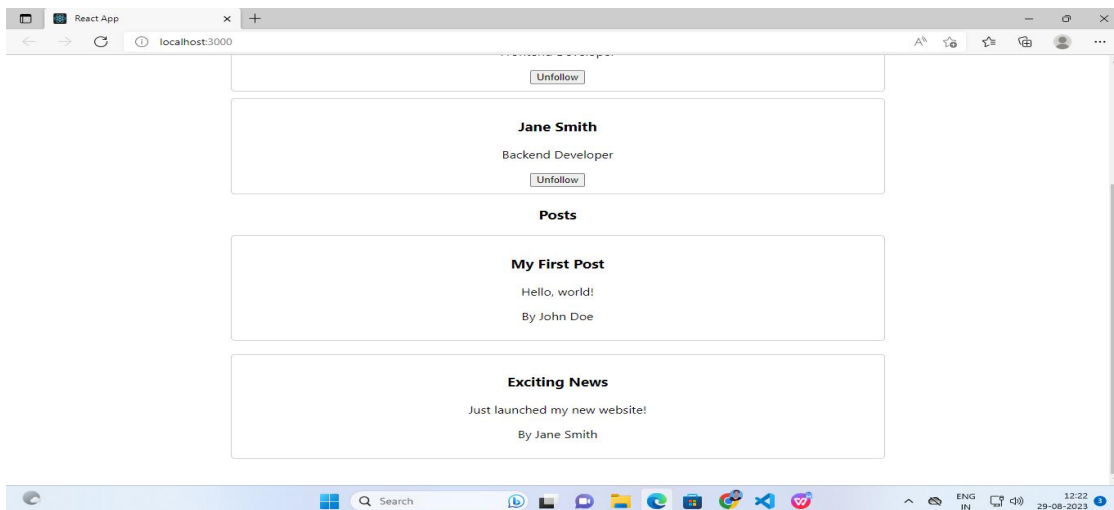 React App
localhost:3000
Unfollow
Jane Smith
Backend Developer
Unfollow
Posts
My First Post
Hello, world!
By John Doe
Exciting News
Just launched my new website!
By Jane Smith
Search
ENG
IN
12:22
29-08-2023
3